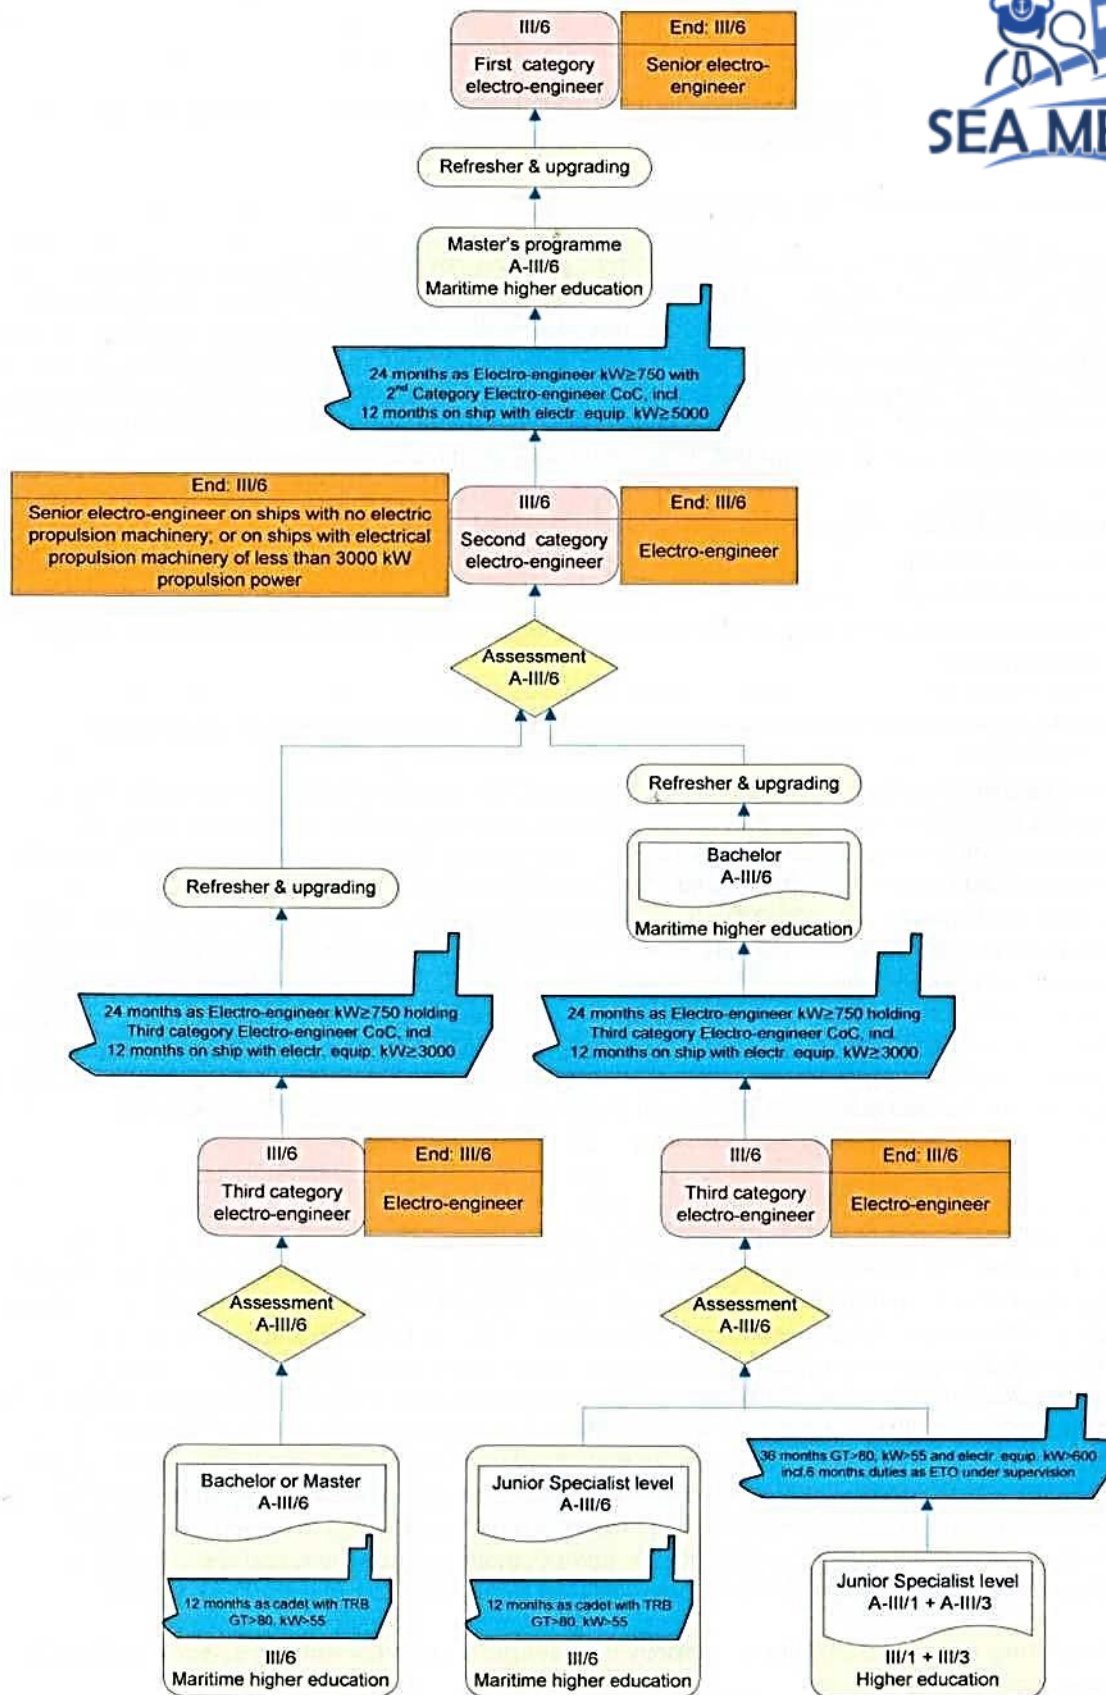 III/6
First category
electro-engineer
End: III/6
Senior electro-
engineer
SEA ME
Refresher & upgrading
Master's programme
A-III/6
Maritime higher education
24 months as Electro-engineer kW≥750 with
2nd Category Electro-engineer CoC, incl.
12 months on ship with electr. equip. kW≥5000
End: III/6
Senior electro-engineer on ships with no electric
propulsion machinery; or on ships with electrical
propulsion machinery of less than 3000 kW
propulsion power
III/6
Second category
electro-engineer
End: III/6
Electro-engineer
Assessment
A-III/6
Refresher & upgrading
Bachelor
A-III/6
Maritime higher education
Refresher & upgrading
24 months as Electro-engineer kW≥750 holding
Third category Electro-engineer CoC, incl.
12 months on ship with electr. equip. kW≥3000
24 months as Electro-engineer kW≥750 holding
Third category Electro-engineer CoC, incl.
12 months on ship with electr. equip. kW≥3000
III/6
Third category
electro-engineer
End: III/6
Electro-engineer
III/6
Third category
electro-engineer
End: III/6
Electro-engineer
Assessment
A-III/6
Assessment
A-III/6
Bachelor or Master
A-III/6
12 months as cadet with TRB
GT>80, kW>55
III/6
Maritime higher education
Junior Specialist level
A-III/6
12 months as cadet with TRB
GT>80, kW>55
III/6
Maritime higher education
36 months GT>80, kW>55 and electr. equip. kW>600
incl.6 months duties as ETO under supervision
Junior Specialist level
A-III/1 + A-III/3
III/1 + III/3
Higher education